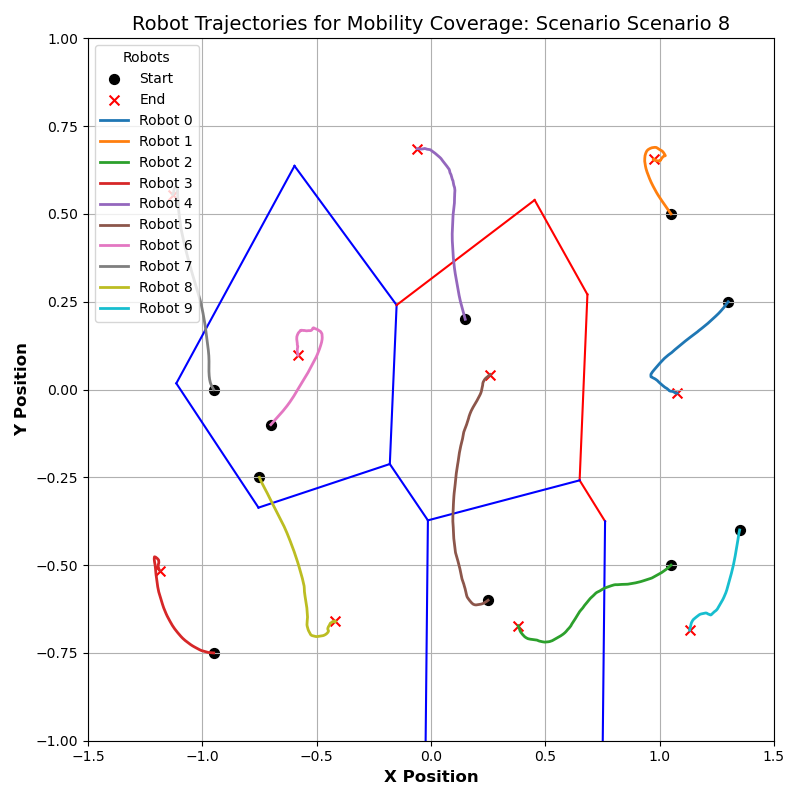 Robot Trajectories for Mobility Coverage: Scenario Scenario 8
Robots
Start
End
Robot 0
Robot 1
Robot 2
Robot 3
Robot 4
Robot 5
Robot 6
Robot 7
Robot 8
Robot 9
1.00
0.75
0.50
0.25
0.00
−0.25
−0.50
−0.75
−1.00
Y Position
−1.5
−1.0
−0.5
0.0
0.5
1.0
1.5
X Position